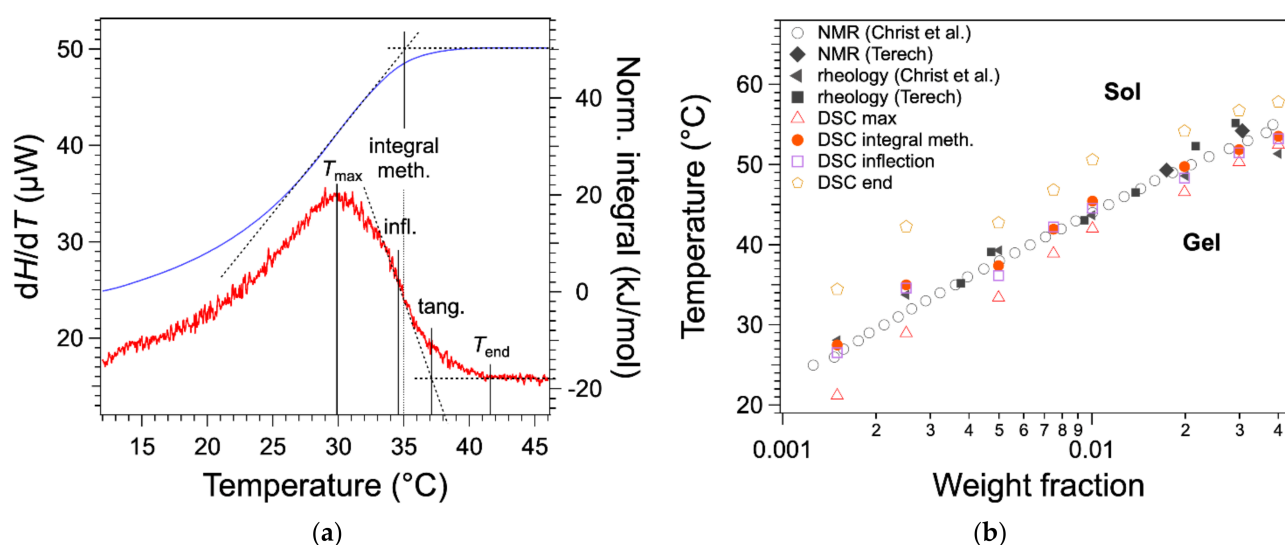 50
40
30
20
dH/dT (µW)
40
20
0
-20
Norm. integral (kJ/mol)
integral
meth.
Tmax
infl.
tang.
Tend
15 20 25 30 35 40 45
Temperature (°C)
(a)
NMR (Christ et al.)
NMR (Terech)
rheology (Christ et al.)
rheology (Terech)
DSC max
DSC integral meth.
DSC inflection
DSC end
Sol
Gel
60
50
40
30
20
Temperature (°C)
2 3 4 5 6 7 8 9 2 3 4
0.001 0.01
Weight fraction
(b)